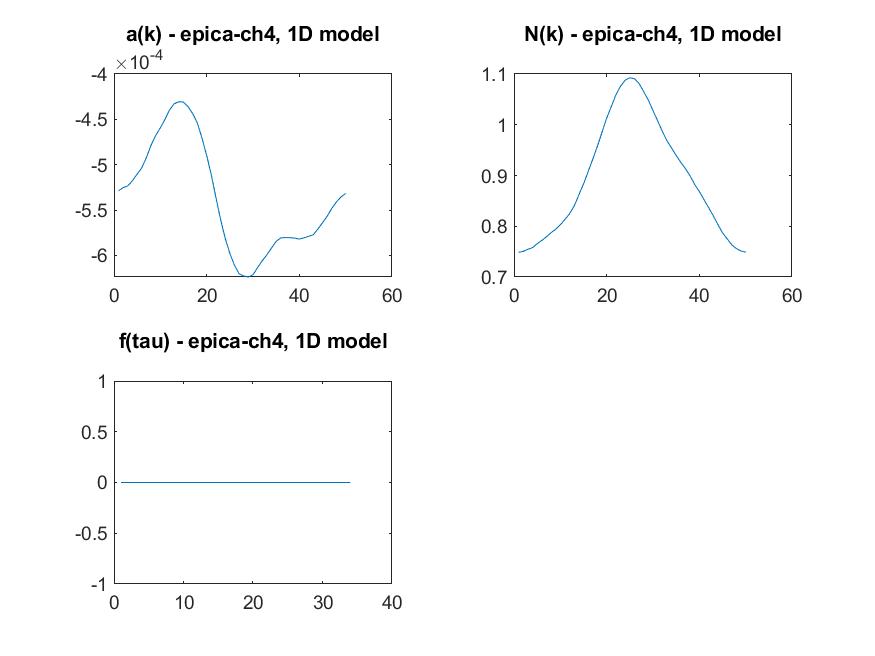 a(k) - epica-ch4, 1D model
×10-4
-4
-4.5
-5
-5.5
-6
0 20 40 60
N(k) - epica-ch4, 1D model
1.1
1
0.9
0.8
0.7
0 20 40 60
f(tau) - epica-ch4, 1D model
1
0.5
0
-0.5
-1
0 10 20 30 40